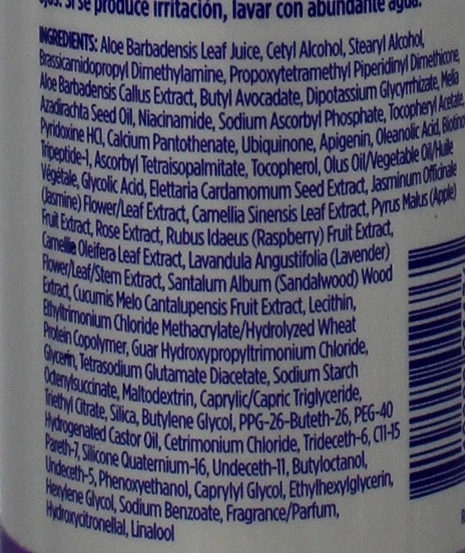 ojos. Si se produce irritación, lavar con abundante agua.
INGREDIENTS: Aloe Barbadensis Leaf Juice, Cetyl Alcohol, Stearyl Alcohol,
Brassicamidopropyl Dimethylamine, Propoxytetramethyl Piperidinyl Dimethicone,
Aloe Barbadensis Callus Extract, Butyl Avocadate, Dipotassium Glycyrrhizate, Melia
Azadirachta Seed Oil, Niacinamide, Sodium Ascorbyl Phosphate, Tocopheryl Acetate,
Pyridoxine HCl, Calcium Pantothenate, Ubiquinone, Apigenin, Oleanolic Acid, Biotinoyl
Tripeptide-1, Ascorbyl Tetraisopalmitate, Tocopherol, Olus Oil/Vegetable Oil/Huile
Végétale, Glycolic Acid, Elettaria Cardamomum Seed Extract, Jasminum Officinale
(Jasmine) Flower/Leaf Extract, Camellia Sinensis Leaf Extract, Pyrus Malus (Apple)
Fruit Extract, Rose Extract, Rubus Idaeus (Raspberry) Fruit Extract,
Camellie Oleifera Leaf Extract, Lavandula Angustifolia (Lavender)
Flower/Leaf/Stem Extract, Santalum Album (Sandalwood) Wood
Extract, Cucumis Melo Cantalupensis Fruit Extract, Lecithin,
Ethyltrimonium Chloride Methacrylate/Hydrolyzed Wheat
Protein Copolymer, Guar Hydroxypropyltrimonium Chloride,
Glycerin, Tetrasodium Glutamate Diacetate, Sodium Starch
Octenylsuccinate, Maltodextrin, Caprylic/Capric Triglyceride,
Triethyl Citrate, Silica, Butylene Glycol, PPG-26-Buteth-26, PEG-40
Hydrogenated Castor Oil, Cetrimonium Chloride, Trideceth-6, C11-15
Pareth-7, Silicone Quaternium-16, Undeceth-11, Butyloctanol,
Undeceth-5, Phenoxyethanol, Caprylyl Glycol, Ethylhexylglycerin,
Hexylene Glycol, Sodium Benzoate, Fragrance/Parfum,
Hydroxycitronellal, Linalool